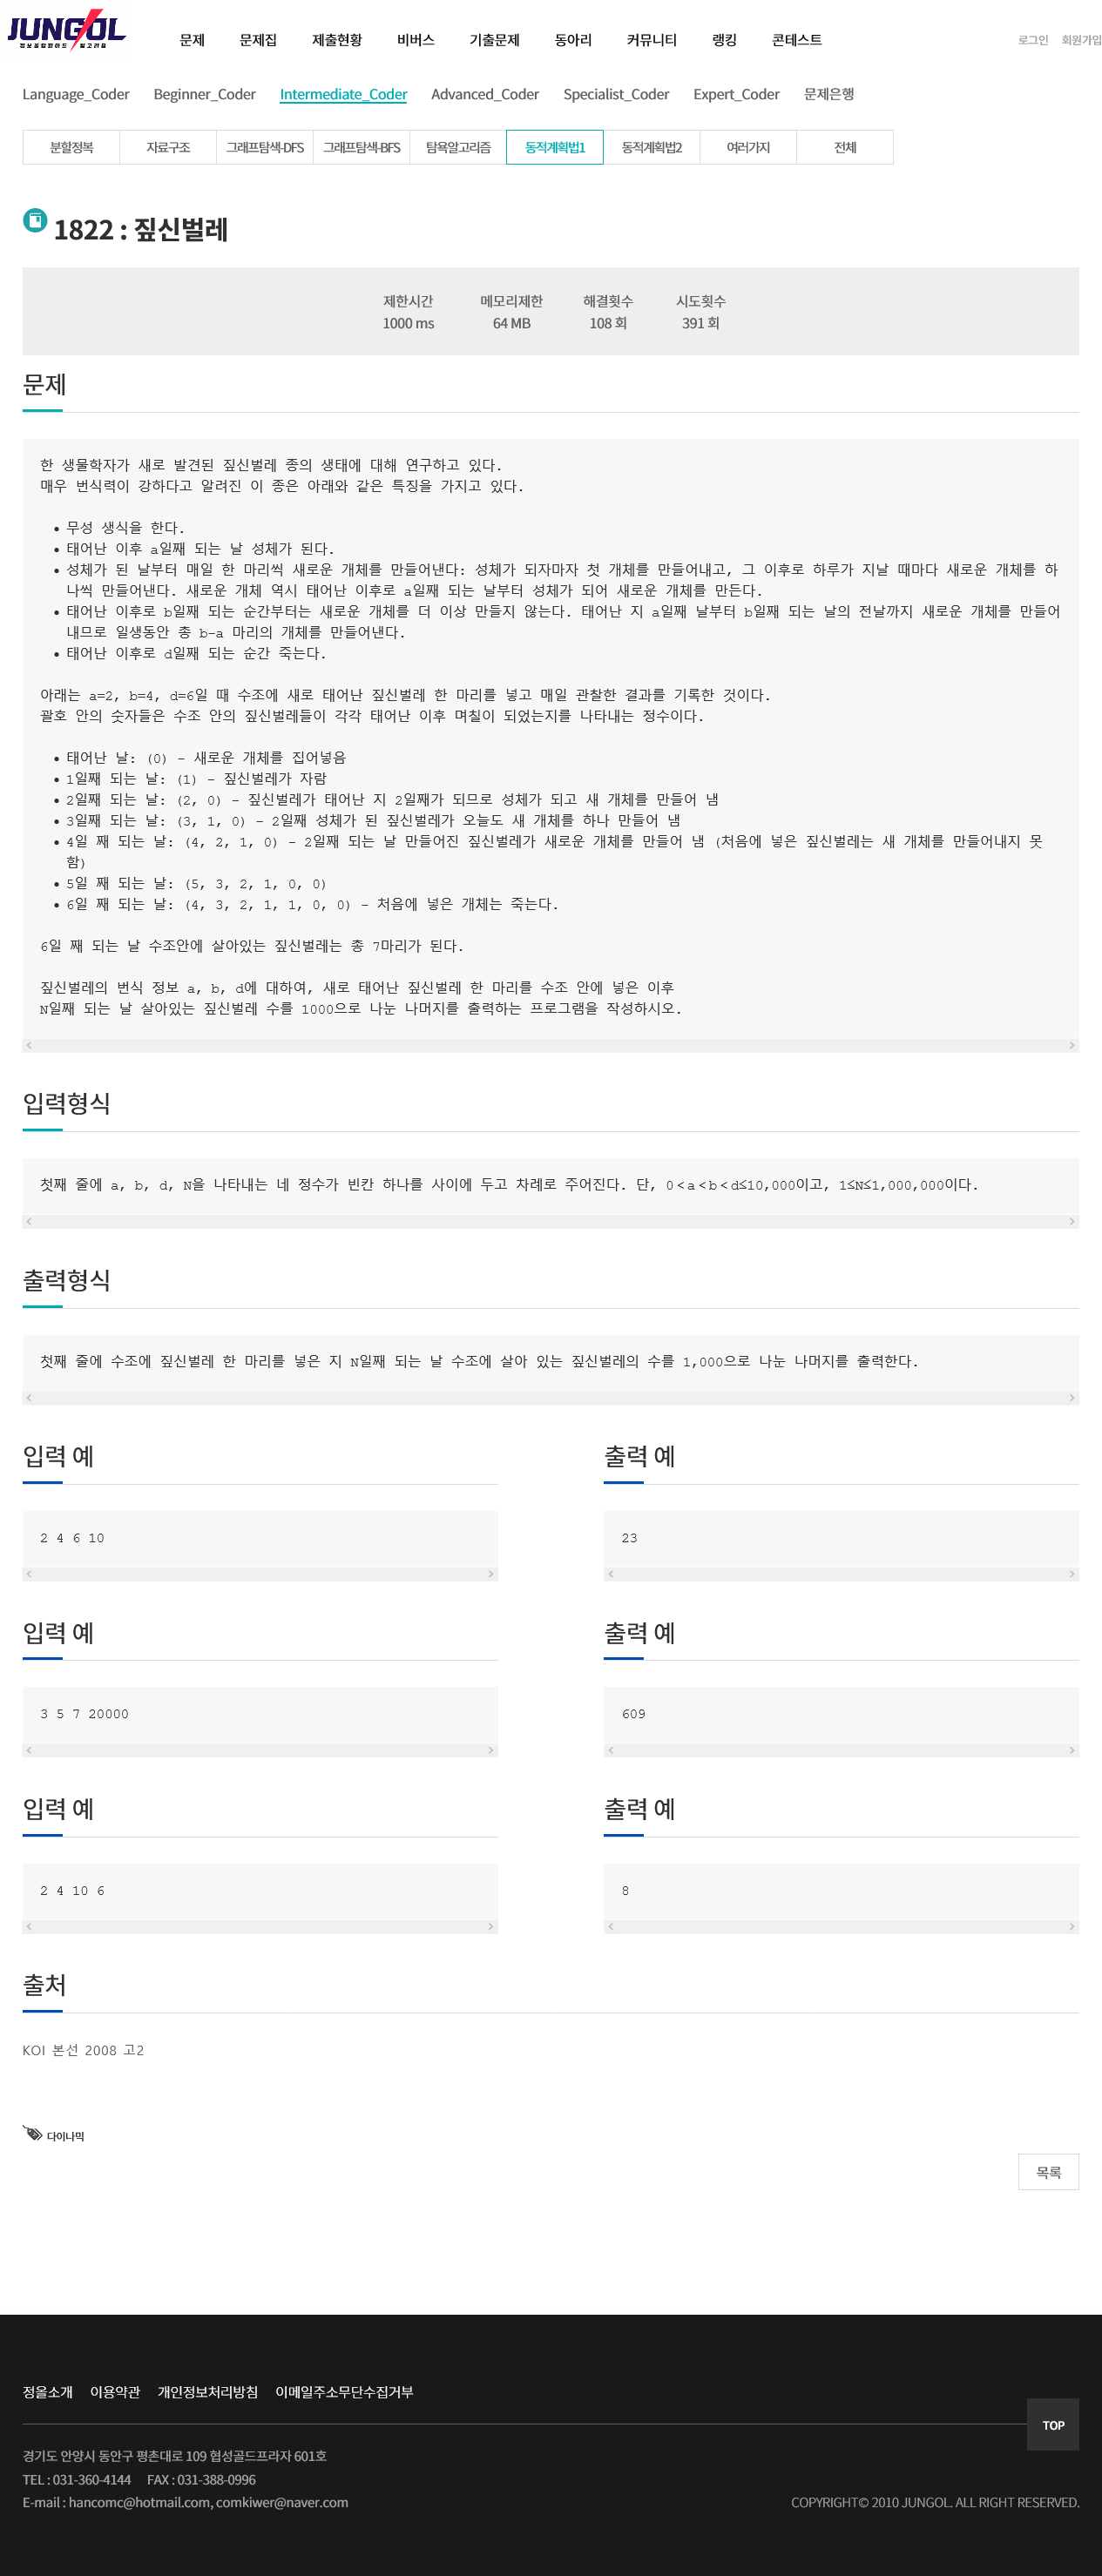 JUNGOL
정보올림피아드 & 알고리즘
문제 문제집 제출현황 비버스 기출문제 동아리 커뮤니티 랭킹 콘테스트
로그인 회원가입
Language_Coder Beginner_Coder Intermediate_Coder Advanced_Coder Specialist_Coder Expert_Coder 문제은행
분할정복 자료구조 그래프탐색-DFS 그래프탐색-BFS 탐욕알고리즘 동적계획법1 동적계획법2 여러가지 전체
1822 : 짚신벌레
제한시간 메모리제한 해결횟수 시도횟수
1000 ms 64 MB 108 회 391 회
문제
한 생물학자가 새로 발견된 짚신벌레 종의 생태에 대해 연구하고 있다.
매우 번식력이 강하다고 알려진 이 종은 아래와 같은 특징을 가지고 있다.
• 무성 생식을 한다.
• 태어난 이후 a일째 되는 날 성체가 된다.
• 성체가 된 날부터 매일 한 마리씩 새로운 개체를 만들어낸다: 성체가 되자마자 첫 개체를 만들어내고, 그 이후로 하루가 지날 때마다 새로운 개체를 하
나씩 만들어낸다. 새로운 개체 역시 태어난 이후로 a일째 되는 날부터 성체가 되어 새로운 개체를 만든다.
• 태어난 이후로 b일째 되는 순간부터는 새로운 개체를 더 이상 만들지 않는다. 태어난 지 a일째 날부터 b일째 되는 날의 전날까지 새로운 개체를 만들어
내므로 일생동안 총 b-a 마리의 개체를 만들어낸다.
• 태어난 이후로 d일째 되는 순간 죽는다.
아래는 a=2, b=4, d=6일 때 수조에 새로 태어난 짚신벌레 한 마리를 넣고 매일 관찰한 결과를 기록한 것이다.
괄호 안의 숫자들은 수조 안의 짚신벌레들이 각각 태어난 이후 며칠이 되었는지를 나타내는 정수이다.
• 태어난 날: (0) – 새로운 개체를 집어넣음
• 1일째 되는 날: (1) – 짚신벌레가 자람
• 2일째 되는 날: (2, 0) – 짚신벌레가 태어난 지 2일째가 되므로 성체가 되고 새 개체를 만들어 냄
• 3일째 되는 날: (3, 1, 0) – 2일째 성체가 된 짚신벌레가 오늘도 새 개체를 하나 만들어 냄
• 4일 째 되는 날: (4, 2, 1, 0) – 2일째 되는 날 만들어진 짚신벌레가 새로운 개체를 만들어 냄 (처음에 넣은 짚신벌레는 새 개체를 만들어내지 못
함)
• 5일 째 되는 날: (5, 3, 2, 1, 0, 0)
• 6일 째 되는 날: (4, 3, 2, 1, 1, 0, 0) – 처음에 넣은 개체는 죽는다.
6일 째 되는 날 수조안에 살아있는 짚신벌레는 총 7마리가 된다.
짚신벌레의 번식 정보 a, b, d에 대하여, 새로 태어난 짚신벌레 한 마리를 수조 안에 넣은 이후
N일째 되는 날 살아있는 짚신벌레 수를 1000으로 나눈 나머지를 출력하는 프로그램을 작성하시오.
입력형식
첫째 줄에 a, b, d, N을 나타내는 네 정수가 빈칸 하나를 사이에 두고 차례로 주어진다. 단, 0＜a＜b＜d≤10,000이고, 1≤N≤1,000,000이다.
출력형식
첫째 줄에 수조에 짚신벌레 한 마리를 넣은 지 N일째 되는 날 수조에 살아 있는 짚신벌레의 수를 1,000으로 나눈 나머지를 출력한다.
입력 예 출력 예
2 4 6 10 23
입력 예 출력 예
3 5 7 20000 609
입력 예 출력 예
2 4 10 6 8
출처
KOI 본선 2008 고2
다이나믹
목록
정올소개 이용약관 개인정보처리방침 이메일주소무단수집거부
TOP
경기도 안양시 동안구 평촌대로 109 협성골드프라자 601호
TEL : 031-360-4144 FAX : 031-388-0996
E-mail : hancomc@hotmail.com, comkiwer@naver.com
COPYRIGHT© 2010 JUNGOL. ALL RIGHT RESERVED.